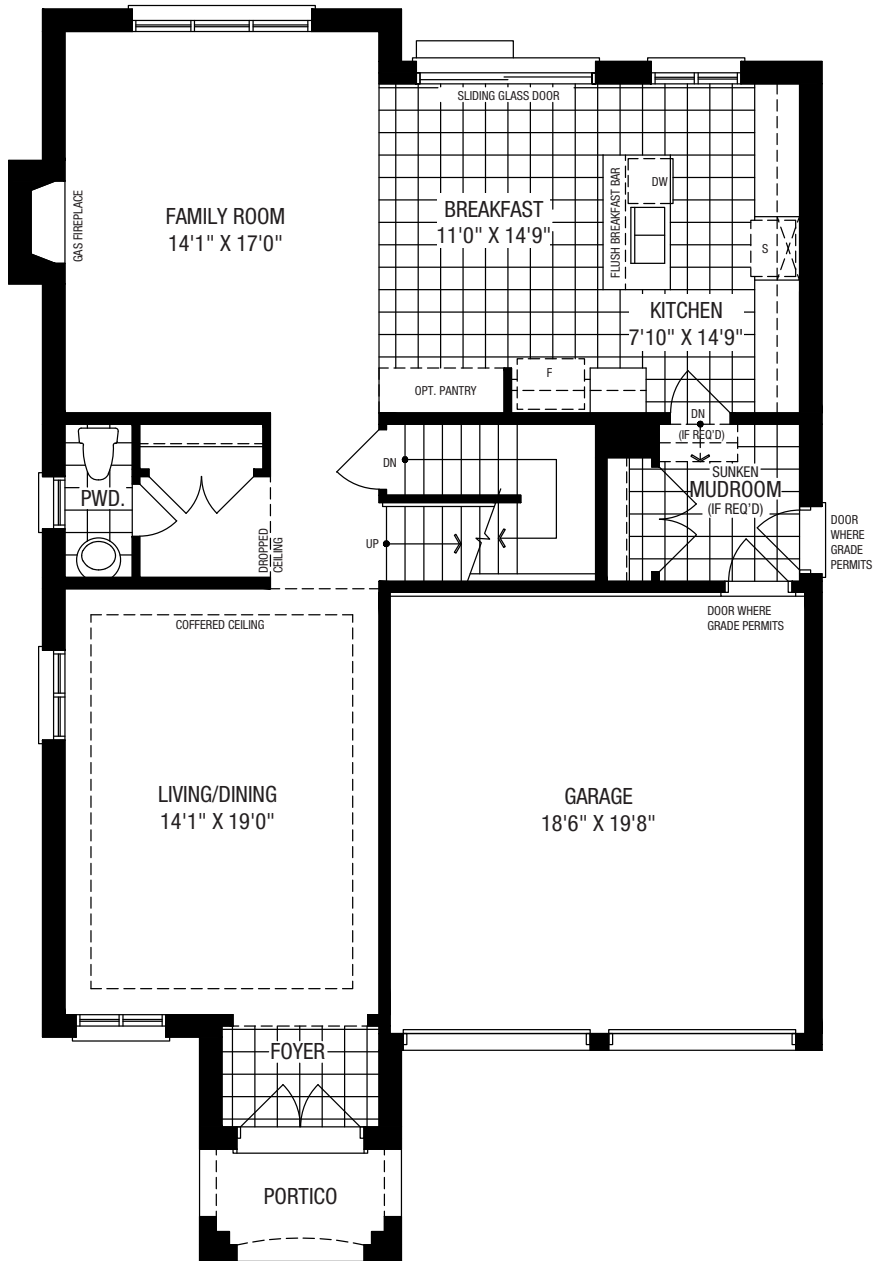 SLIDING GLASS DOOR
GAS FIREPLACE
FAMILY ROOM
14'1" X 17'0"
BREAKFAST
11'0" X 14'9"
FLUSH BREAKFAST BAR
DW
S
KITCHEN
7'10" X 14'9"
OPT. PANTRY
F
DN
(IF REQ'D)
SUNKEN
MUDROOM
(IF REQ'D)
DN
UP
PWD.
DROPPED
CEILING
DOOR
WHERE
GRADE
PERMITS
DOOR WHERE
GRADE PERMITS
COFFERED CEILING
LIVING/DINING
14'1" X 19'0"
GARAGE
18'6" X 19'8"
FOYER
PORTICO